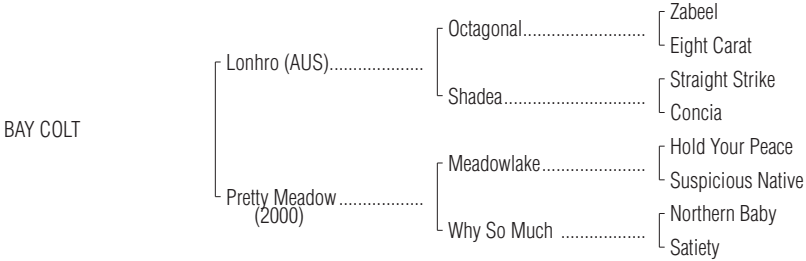 Zabeel
Octagonal..........................
Eight Carat
Lonhro (AUS)....................
Straight Strike
Shadea..............................
Concia
BAY COLT
Hold Your Peace
Meadowlake......................
Suspicious Native
Pretty Meadow ..................
(2000)
Northern Baby
Why So Much ..................
Satiety